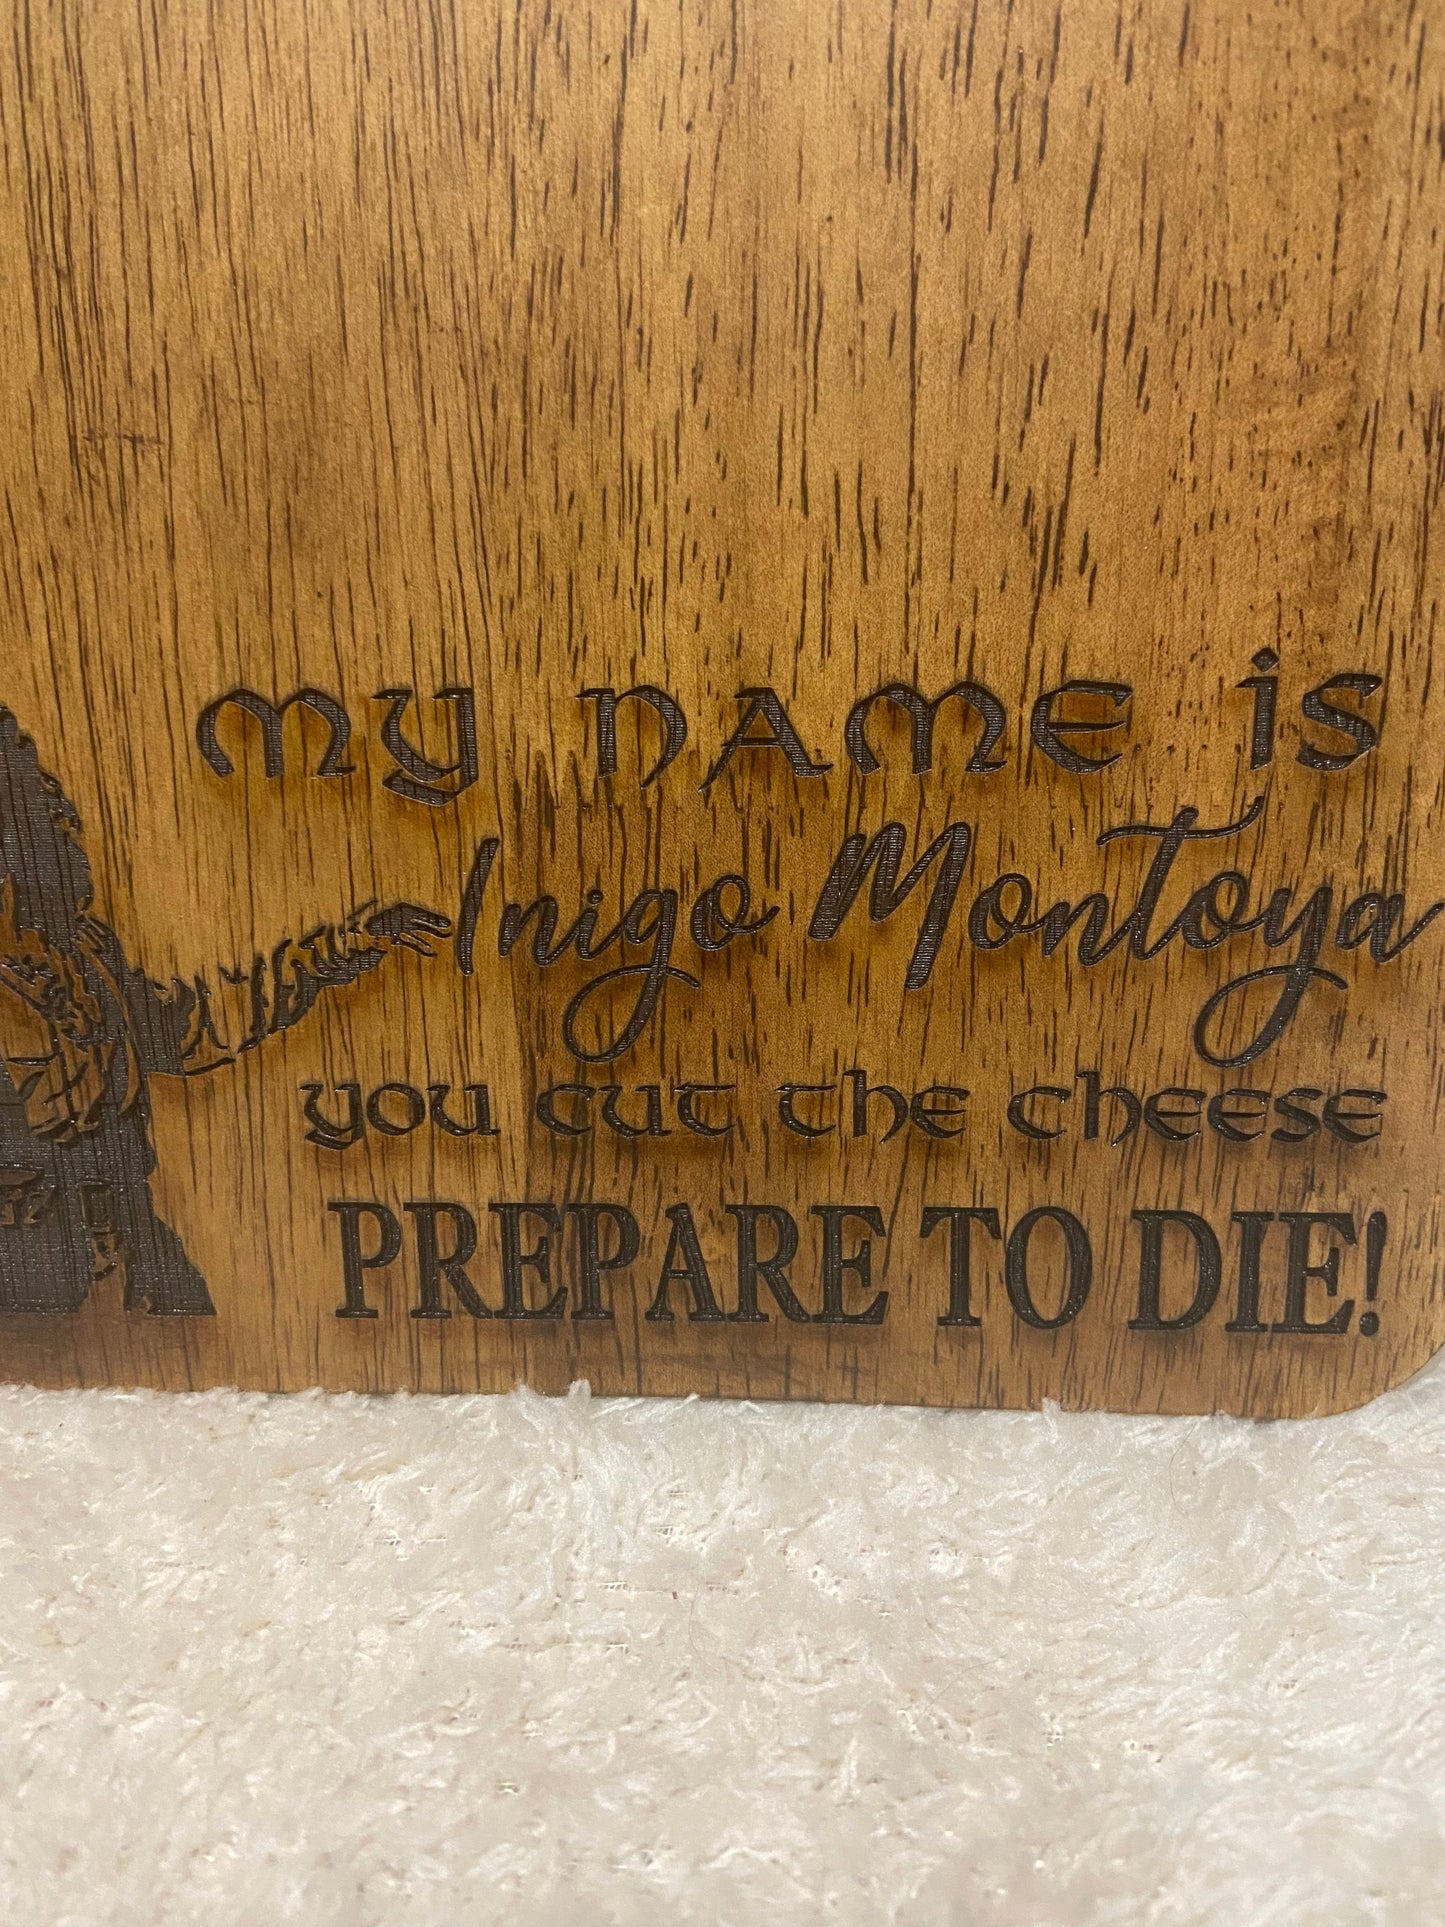 MY NAME iS
Inigo Montoya
you cut the cheese
PREPARE TO DIE!